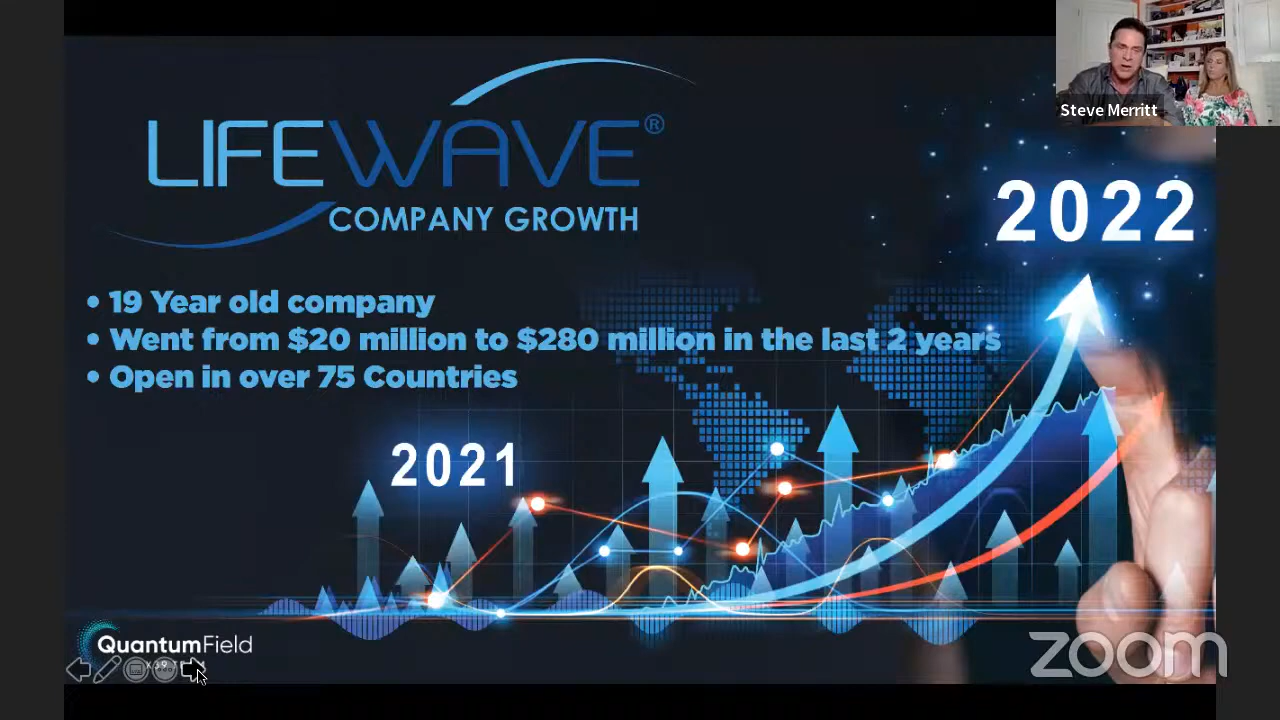 LIFEWAVE®
COMPANY GROWTH
Steve Merritt
2022
• 19 Year old company
• Went from $20 million to $280 million in the last 2 years
• Open in over 75 Countries
2021
QuantumField
zoom